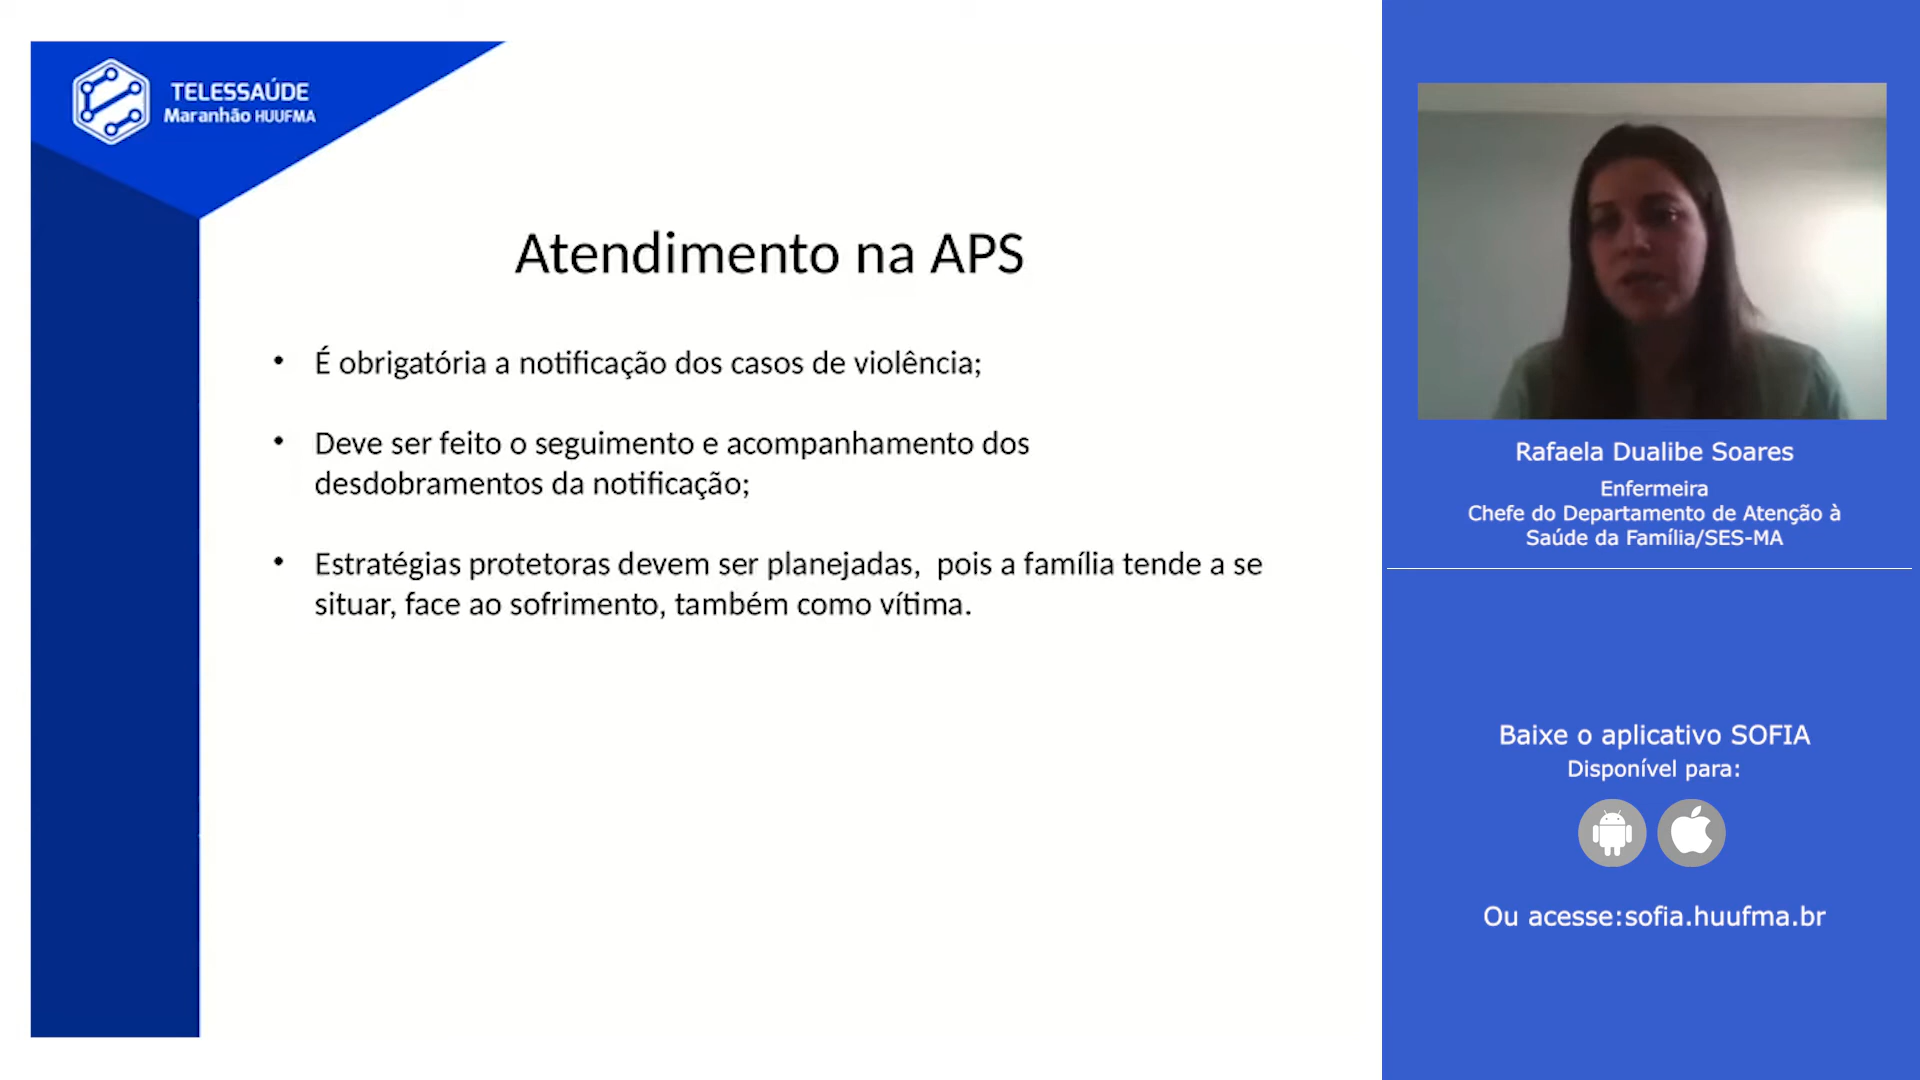 TELESSAÚDE
Maranhão HUUFMA
Atendimento na APS
• É obrigatória a notificação dos casos de violência;
• Deve ser feito o seguimento e acompanhamento dos
desdobramentos da notificação;
• Estratégias protetoras devem ser planejadas,  pois a família tende a se
situar, face ao sofrimento, também como vítima.
Rafaela Dualibe Soares
Enfermeira
Chefe do Departamento de Atenção à
Saúde da Família/SES-MA
Baixe o aplicativo SOFIA
Disponível para:
Ou acesse:sofia.huufma.br